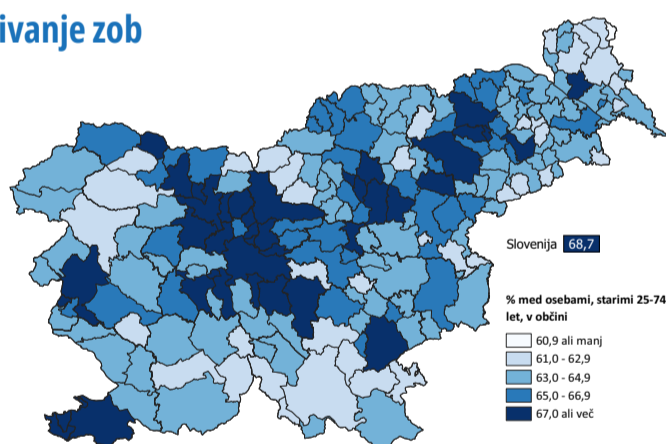 ivanje zob
Slovenija 68,7
% med osebami, starimi 25-74
let, v občini
60,9 ali manj
61,0 - 62,9
63,0 - 64,9
65,0 - 66,9
67,0 ali več